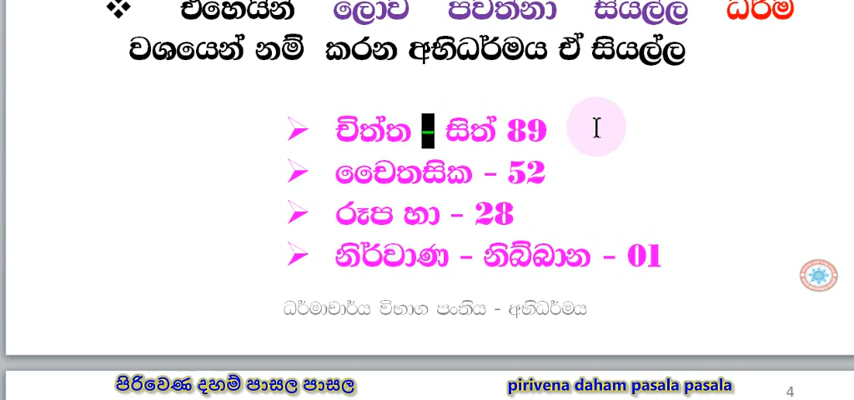 ❖ එහෙයින් ලොව පවත්නා සියල්ල ධර්ම
වශයෙන් නම් කරන අභිධර්මය ඒ සියල්ල
➢ චිත්ත - සිත් 89
➢ චෛතසික - 52
➢ රූප හා - 28
➢ නිර්වාණ - නිබ්බාන - 01
ධර්මාචාර්ය විභාග පංතිය - අභිධර්මය
පිරිවෙණ දහම් පාසල පාසල pirivena daham pasala pasala 4